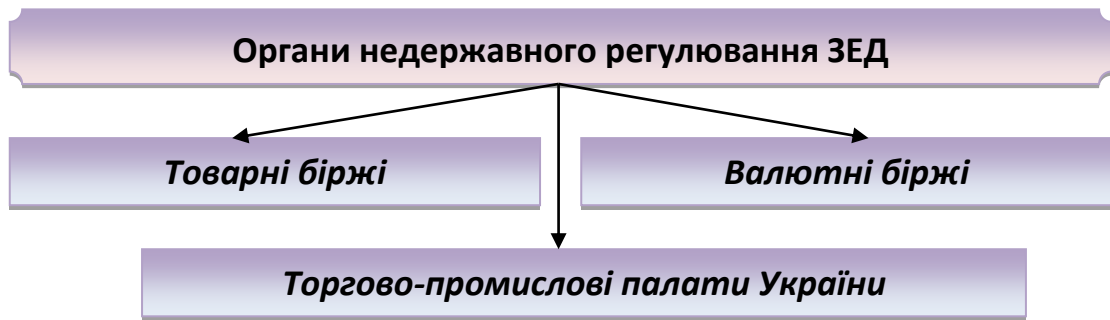 Органи недержавного регулювання ЗЕД
Товарні біржі
Валютні біржі
Торгово-промислові палати України